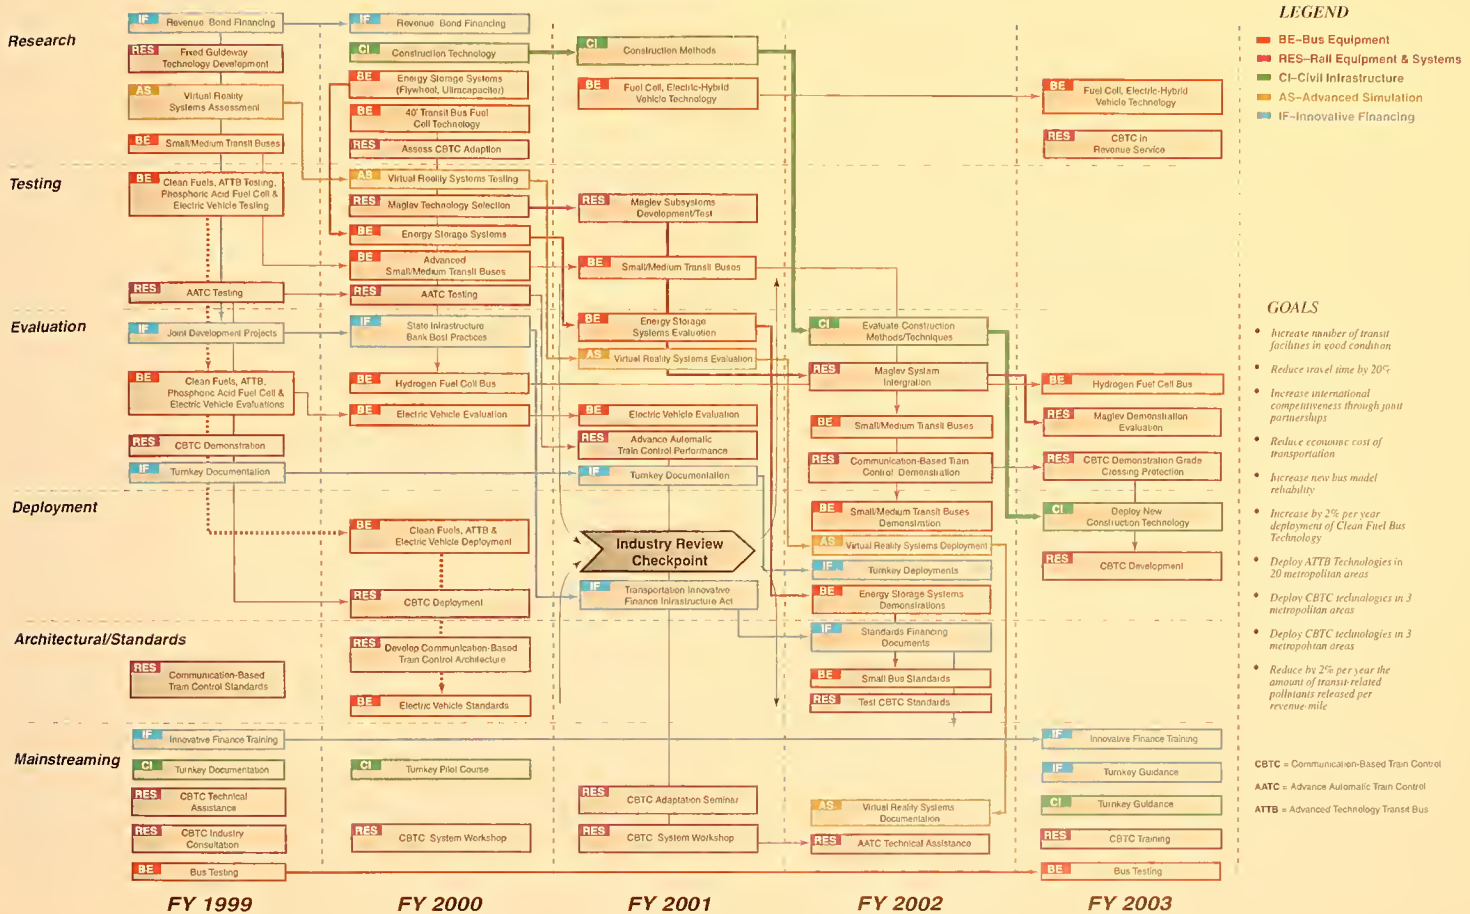 Research
IF Revenue Bond Financing
RES Fixed Guideway
Technology Development
AS Virtual Reality
Systems Assessment
BE Small/Medium Transit Buses
IF Revenue Bond Financing
CI Construction Technology
BE Energy Storage Systems
(Flywheel, Ultracapacitor)
BE 40' Transit Bus Fuel
Cell Technology
RES Assess CBTC Adaption
CI Construction Methods
BE Fuel Cell, Electric-Hybrid
Vehicle Technology
BE Fuel Cell, Electric-Hybrid
Vehicle Technology
RES CBTC in
Revenue Service
Testing
BE Clean Fuels, ATTB Testing,
Phosphoric Acid Fuel Cell &
Electric Vehicle Testing
RES AATC Testing
AS Virtual Reality Systems Testing
RES Maglev Technology Selection
BE Energy Storage Systems
BE Advanced
Small/Medium Transit Buses
RES AATC Testing
RES Maglev Subsystems
Development/Test
BE Small/Medium Transit Buses
Evaluation
IF Joint Development Projects
BE Clean Fuels, ATTB,
Phosphoric Acid Fuel Cell &
Electric Vehicle Evaluations
RES CBTC Demonstration
IF Turnkey Documentation
IF State Infrastructure
Bank Best Practices
BE Hydrogen Fuel Cell Bus
BE Electric Vehicle Evaluation
BE Energy Storage
Systems Evaluation
AS Virtual Reality Systems Evaluation
BE Electric Vehicle Evaluation
RES Advance Automatic
Train Control Performance
IF Turnkey Documentation
CI Evaluate Construction
Methods/Techniques
RES Maglev System
Intergration
BE Small/Medium Transit Buses
RES Communication-Based Train
Control Demonstration
BE Hydrogen Fuel Cell Bus
RES Maglev Demonstration
Evaluation
RES CBTC Demonstration Grade
Crossing Protection
Deployment
BE Clean Fuels, ATTB &
Electric Vehicle Deployment
RES CBTC Deployment
Industry Review
Checkpoint
IF Transportation Innovative
Finance Infrastructure Act
BE Small/Medium Transit Buses
Demonstration
AS Virtual Reality Systems Deployment
IF Turnkey Deployments
BE Energy Storage Systems
Demonstrations
CI Deploy New
Construction Technology
RES CBTC Development
Architectural/Standards
RES Communication-Based
Train Control Standards
RES Develop Communication-Based
Train Control Architecture
BE Electric Vehicle Standards
IF Standards Financing
Documents
BE Small Bus Standards
RES Test CBTC Standards
Mainstreaming
IF Innovative Finance Training
CI Turnkey Documentation
RES CBTC Technical
Assistance
RES CBTC Industry
Consultation
BE Bus Testing
CI Turnkey Pilot Course
RES CBTC System Workshop
RES CBTC Adaptation Seminar
RES CBTC System Workshop
AS Virtual Reality Systems
Documentation
RES AATC Technical Assistance
IF Innovative Finance Training
IF Turnkey Guidance
CI Turnkey Guidance
RES CBTC Training
BE Bus Testing
FY 1999
FY 2000
FY 2001
FY 2002
FY 2003
LEGEND
BE–Bus Equipment
RES–Rail Equipment & Systems
CI–Civil Infrastructure
AS–Advanced Simulation
IF–Innovative Financing
GOALS
• Increase number of transit
facilities in good condition
• Reduce travel time by 20%
• Increase international
competitiveness through joint
partnerships
• Reduce economic cost of
transportation
• Increase new bus model
reliability
• Increase by 2% per year
deployment of Clean Fuel Bus
Technology
• Deploy ATTB Technologies in
20 metropolitan areas
• Deploy CBTC technologies in 3
metropolitan areas
• Deploy CBTC technologies in 3
metropolitan areas
• Reduce by 2% per year the
amount of transit-related
pollutants released per
revenue-mile
CBTC = Communication-Based Train Control
AATC = Advance Automatic Train Control
ATTB = Advanced Technology Transit Bus